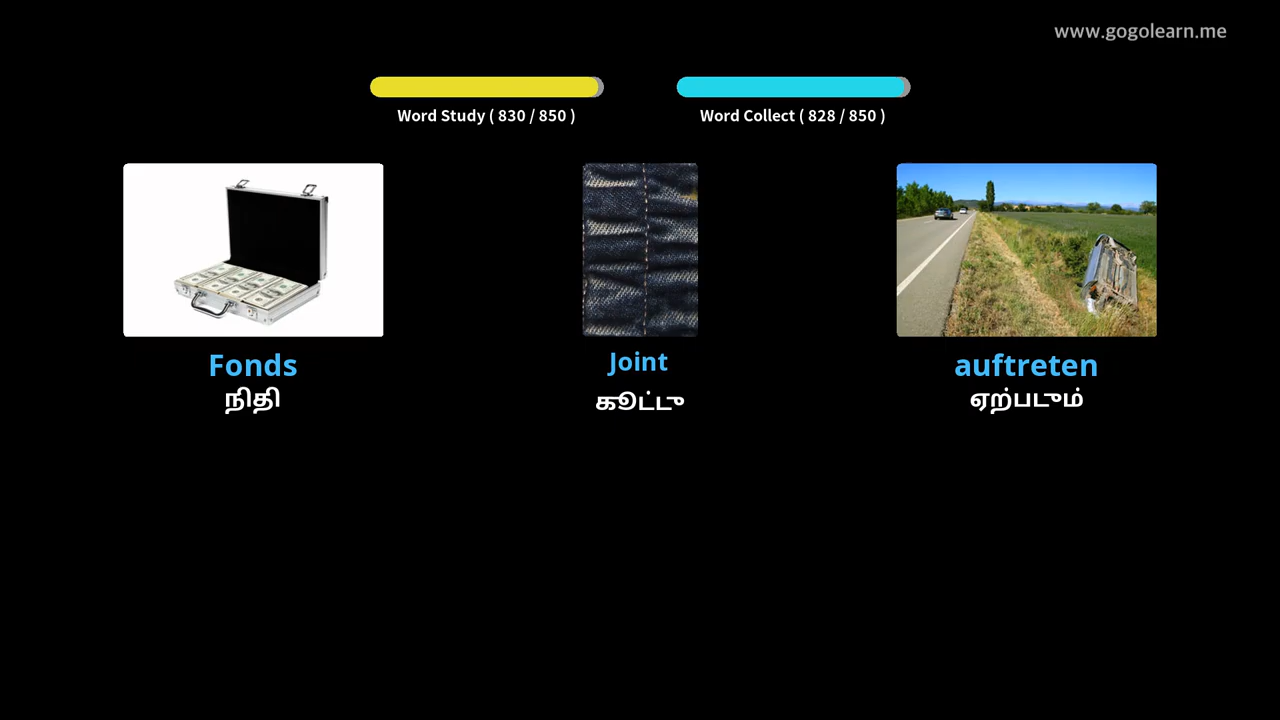 www.gogolearn.me
Word Study ( 830 / 850 )
Word Collect ( 828 / 850 )
Fonds
நிதி
Joint
கூட்டு
auftreten
ஏற்படும்